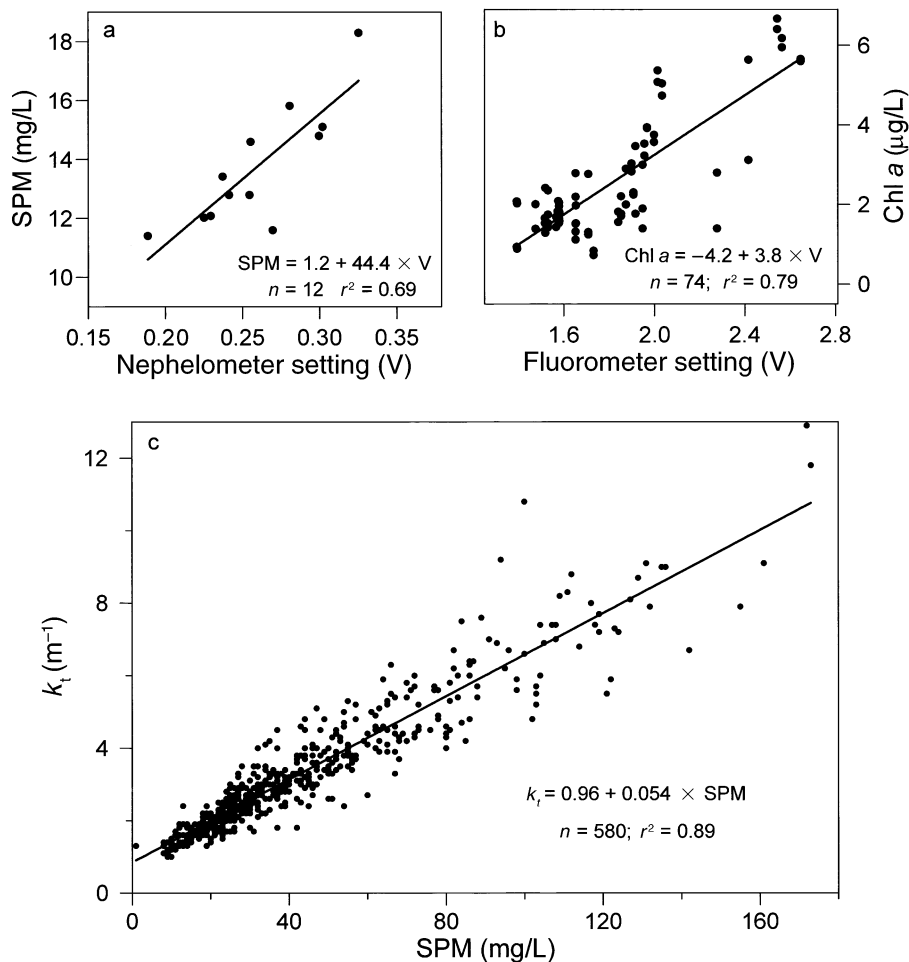 a
18
16
14
12
10
SPM (mg/L)
SPM = 1.2 + 44.4 × V
n = 12 r² = 0.69
0.15 0.20 0.25 0.30 0.35
Nephelometer setting (V)
b
6
4
2
0
Chl a (µg/L)
Chl a = −4.2 + 3.8 × V
n = 74; r² = 0.79
1.6 2.0 2.4 2.8
Fluorometer setting (V)
c
12
8
4
0
kt (m⁻¹)
kt = 0.96 + 0.054 × SPM
n = 580; r² = 0.89
0 40 80 120 160
SPM (mg/L)